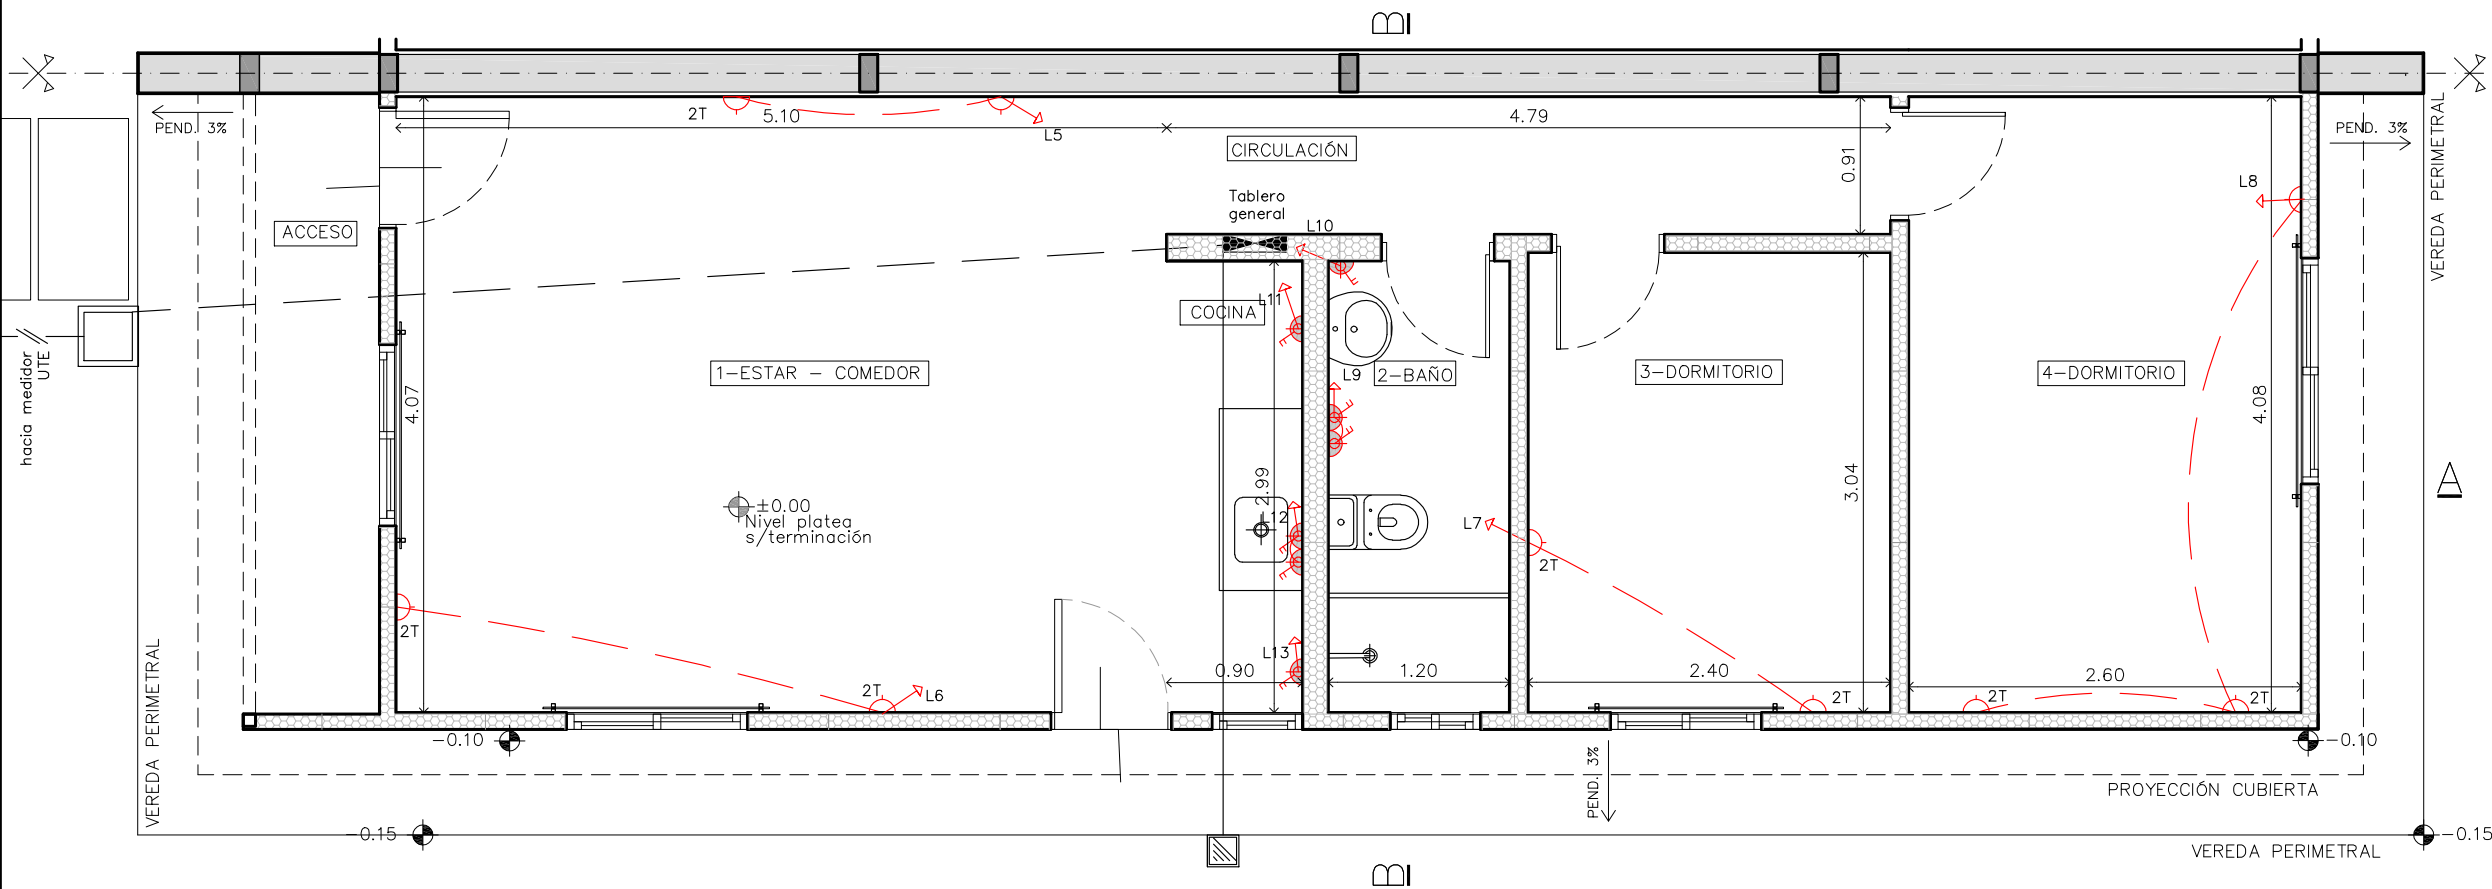 B
PEND. 3%
2T
5.10
L5
4.79
CIRCULACIÓN
0.91
PEND. 3%
VEREDA PERIMETRAL
Tablero
general
L8
ACCESO
L10
L11
COCINA
hacia medidor
UTE
1-ESTAR - COMEDOR
L9
2-BAÑO
3-DORMITORIO
4-DORMITORIO
4.07
4.08
2.99
3.04
A
±0.00
Nivel platea
s/terminación
L12
L7
2T
2T
L13
0.90
1.20
2.40
2.60
2T
L6
2T
2T
2T
VEREDA PERIMETRAL
-0.10
-0.10
PEND. 3%
PROYECCIÓN CUBIERTA
-0.15
-0.15
VEREDA PERIMETRAL
B
E
E
E
E
E
E
E